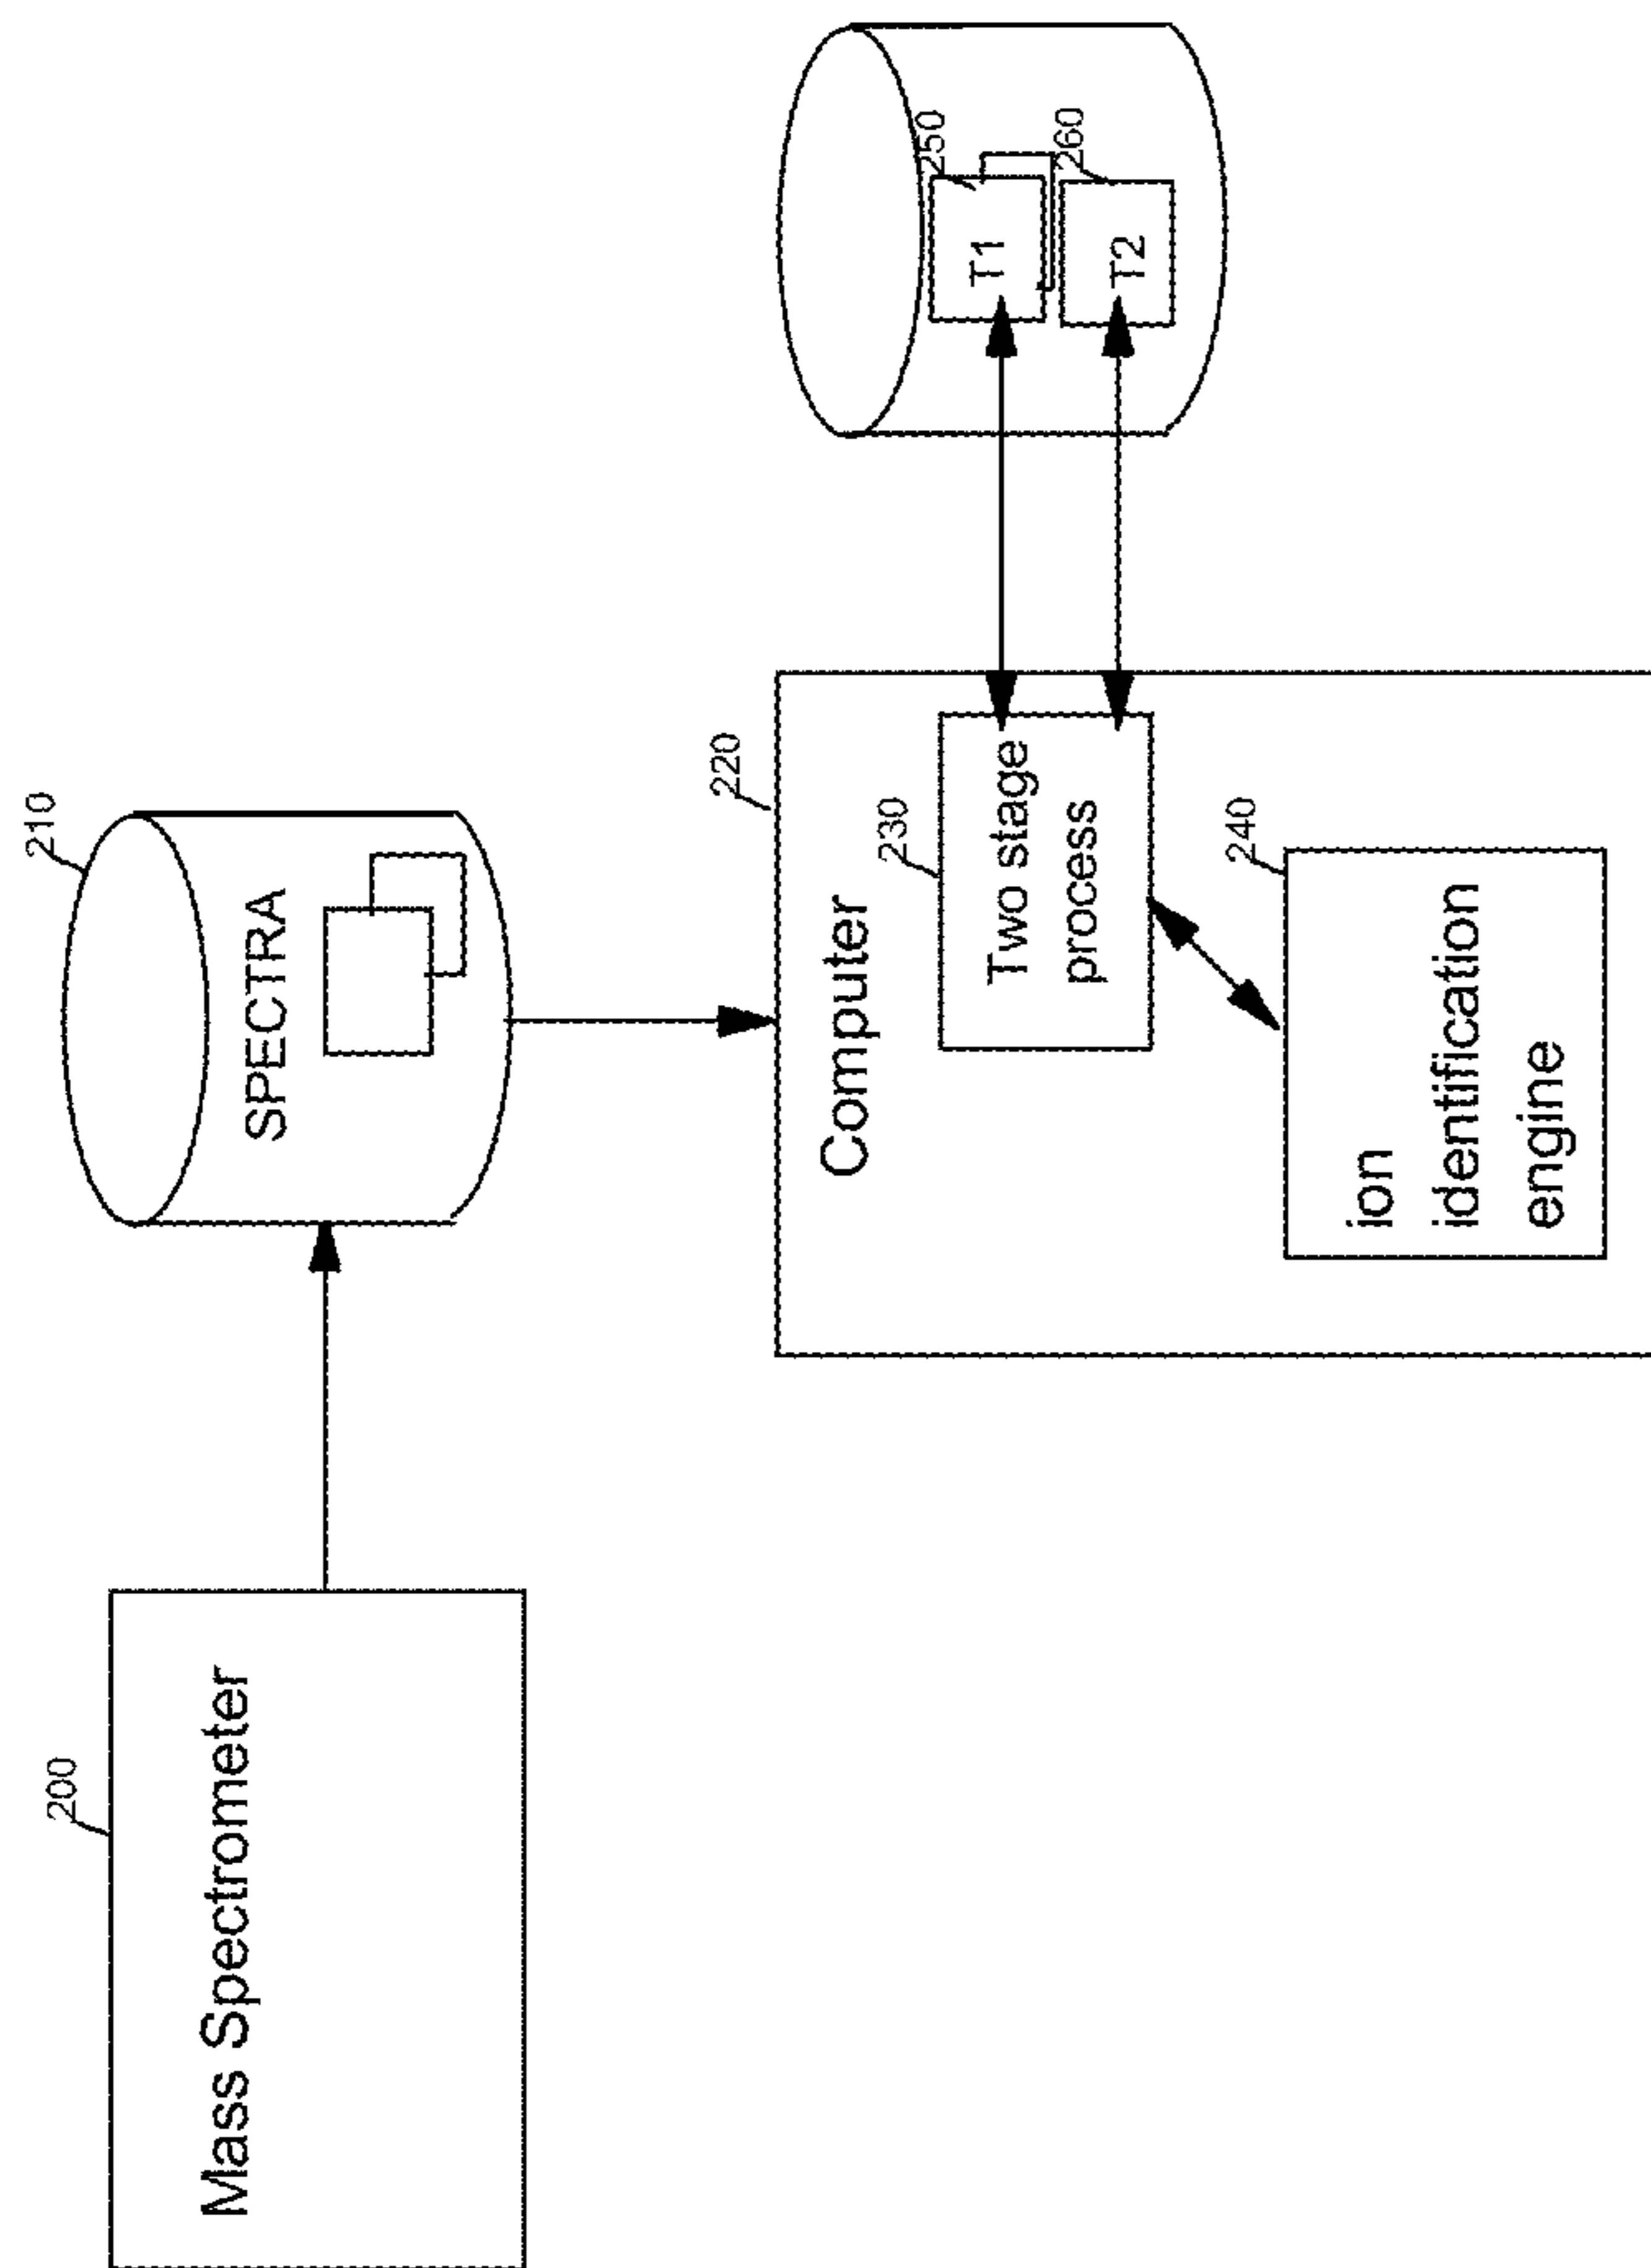 200
Mass Spectrometer
210
SPECTRA
220
Computer
230
Two stage
process
240
ion
identification
engine
250
T1
260
T2